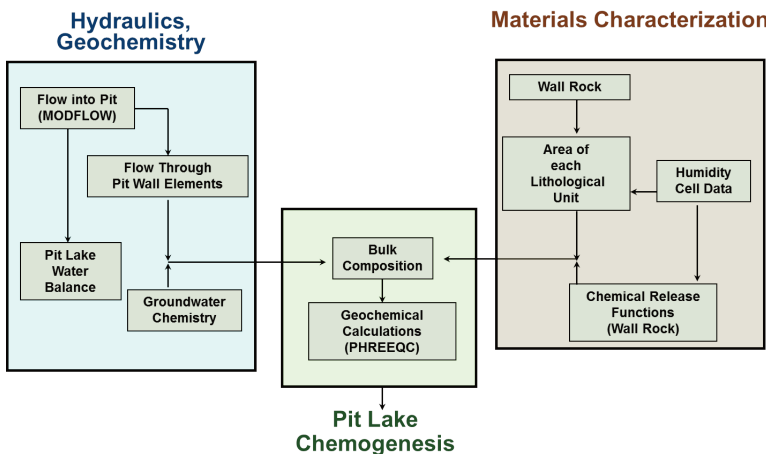 Hydraulics,
Geochemistry
Materials Characterization
Flow into Pit
(MODFLOW)
Flow Through
Pit Wall Elements
Pit Lake
Water
Balance
Groundwater
Chemistry
Bulk
Composition
Geochemical
Calculations
(PHREEQC)
Wall Rock
Area of
each
Lithological
Unit
Humidity
Cell Data
Chemical Release
Functions
(Wall Rock)
Pit Lake
Chemogenesis